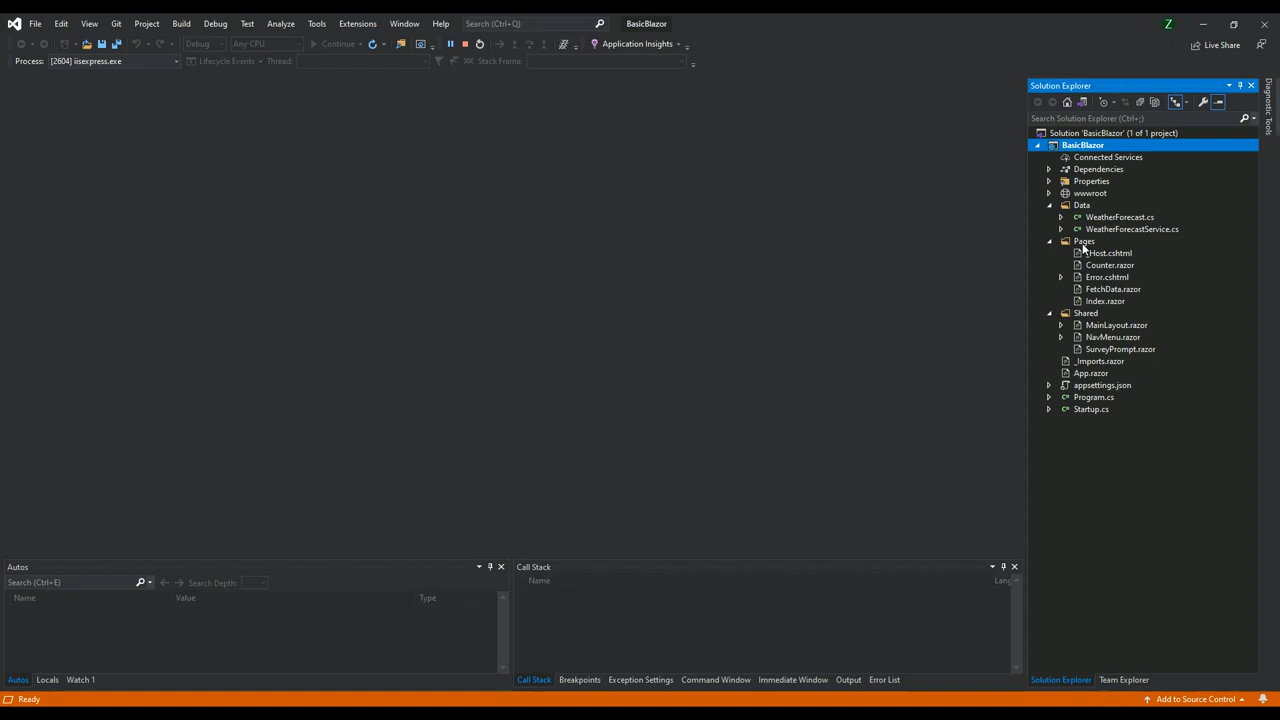 File Edit View Git Project Build Debug Test Analyze Tools Extensions Window Help Search (Ctrl+Q) BasicBlazor Z
Debug Any CPU Continue Application Insights Live Share
Process: [2604] iisexpress.exe Lifecycle Events Thread: Stack Frame:
Solution Explorer
Diagnostic Tools
Search Solution Explorer (Ctrl+;)
Solution 'BasicBlazor' (1 of 1 project)
BasicBlazor
Connected Services
Dependencies
Properties
wwwroot
Data
WeatherForecast.cs
WeatherForecastService.cs
Pages
Host.cshtml
Counter.razor
Error.cshtml
FetchData.razor
Index.razor
Shared
MainLayout.razor
NavMenu.razor
SurveyPrompt.razor
_Imports.razor
App.razor
appsettings.json
Program.cs
Startup.cs
Autos
Search (Ctrl+E) Search Depth:
Name Value Type
Autos Locals Watch 1
Call Stack
Name Lang
Call Stack Breakpoints Exception Settings Command Window Immediate Window Output Error List
Solution Explorer Team Explorer
Ready Add to Source Control